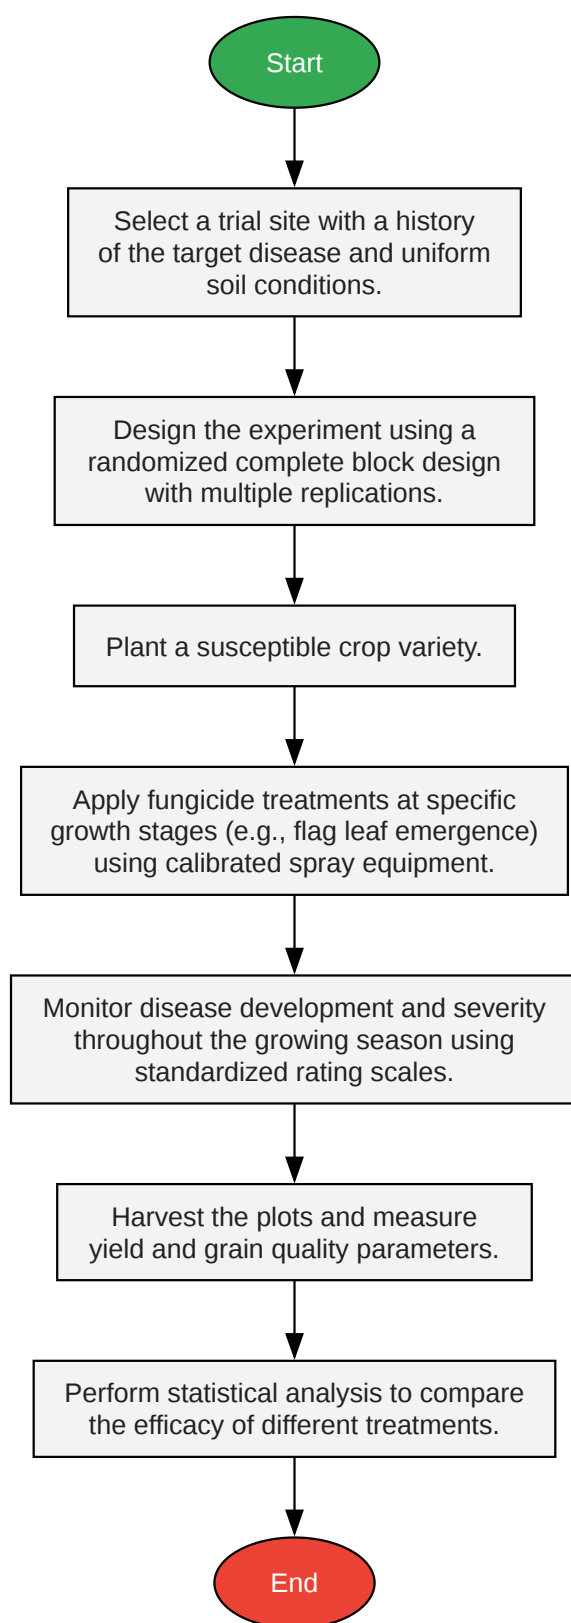 Start
Select a trial site with a history
of the target disease and uniform
soil conditions.
Design the experiment using a
randomized complete block design
with multiple replications.
Plant a susceptible crop variety.
Apply fungicide treatments at specific
growth stages (e.g., flag leaf emergence)
using calibrated spray equipment.
Monitor disease development and severity
throughout the growing season using
standardized rating scales.
Harvest the plots and measure
yield and grain quality parameters.
Perform statistical analysis to compare
the efficacy of different treatments.
End